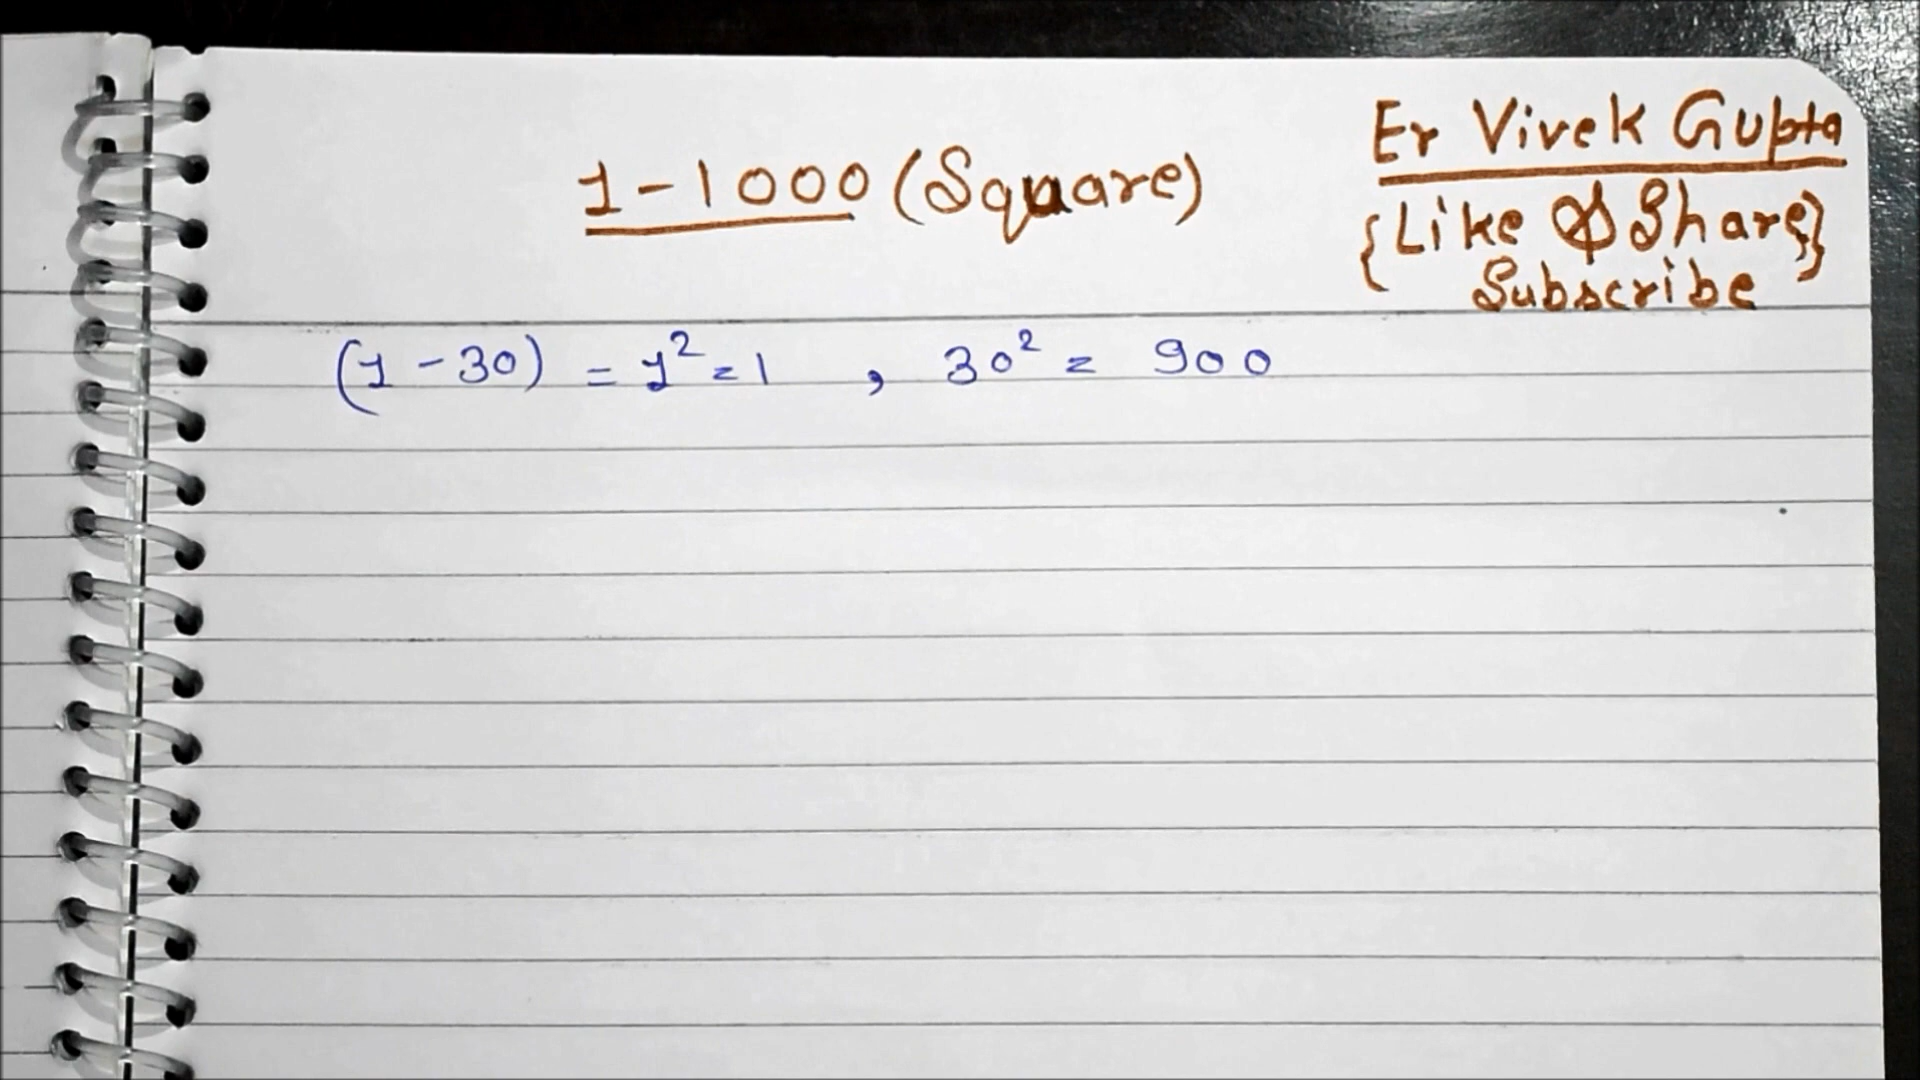 1-1000 (Square)
Er Vivek Gupta
{Like & Share}
Subscribe
(1-30) = 1² = 1 , 30² = 900